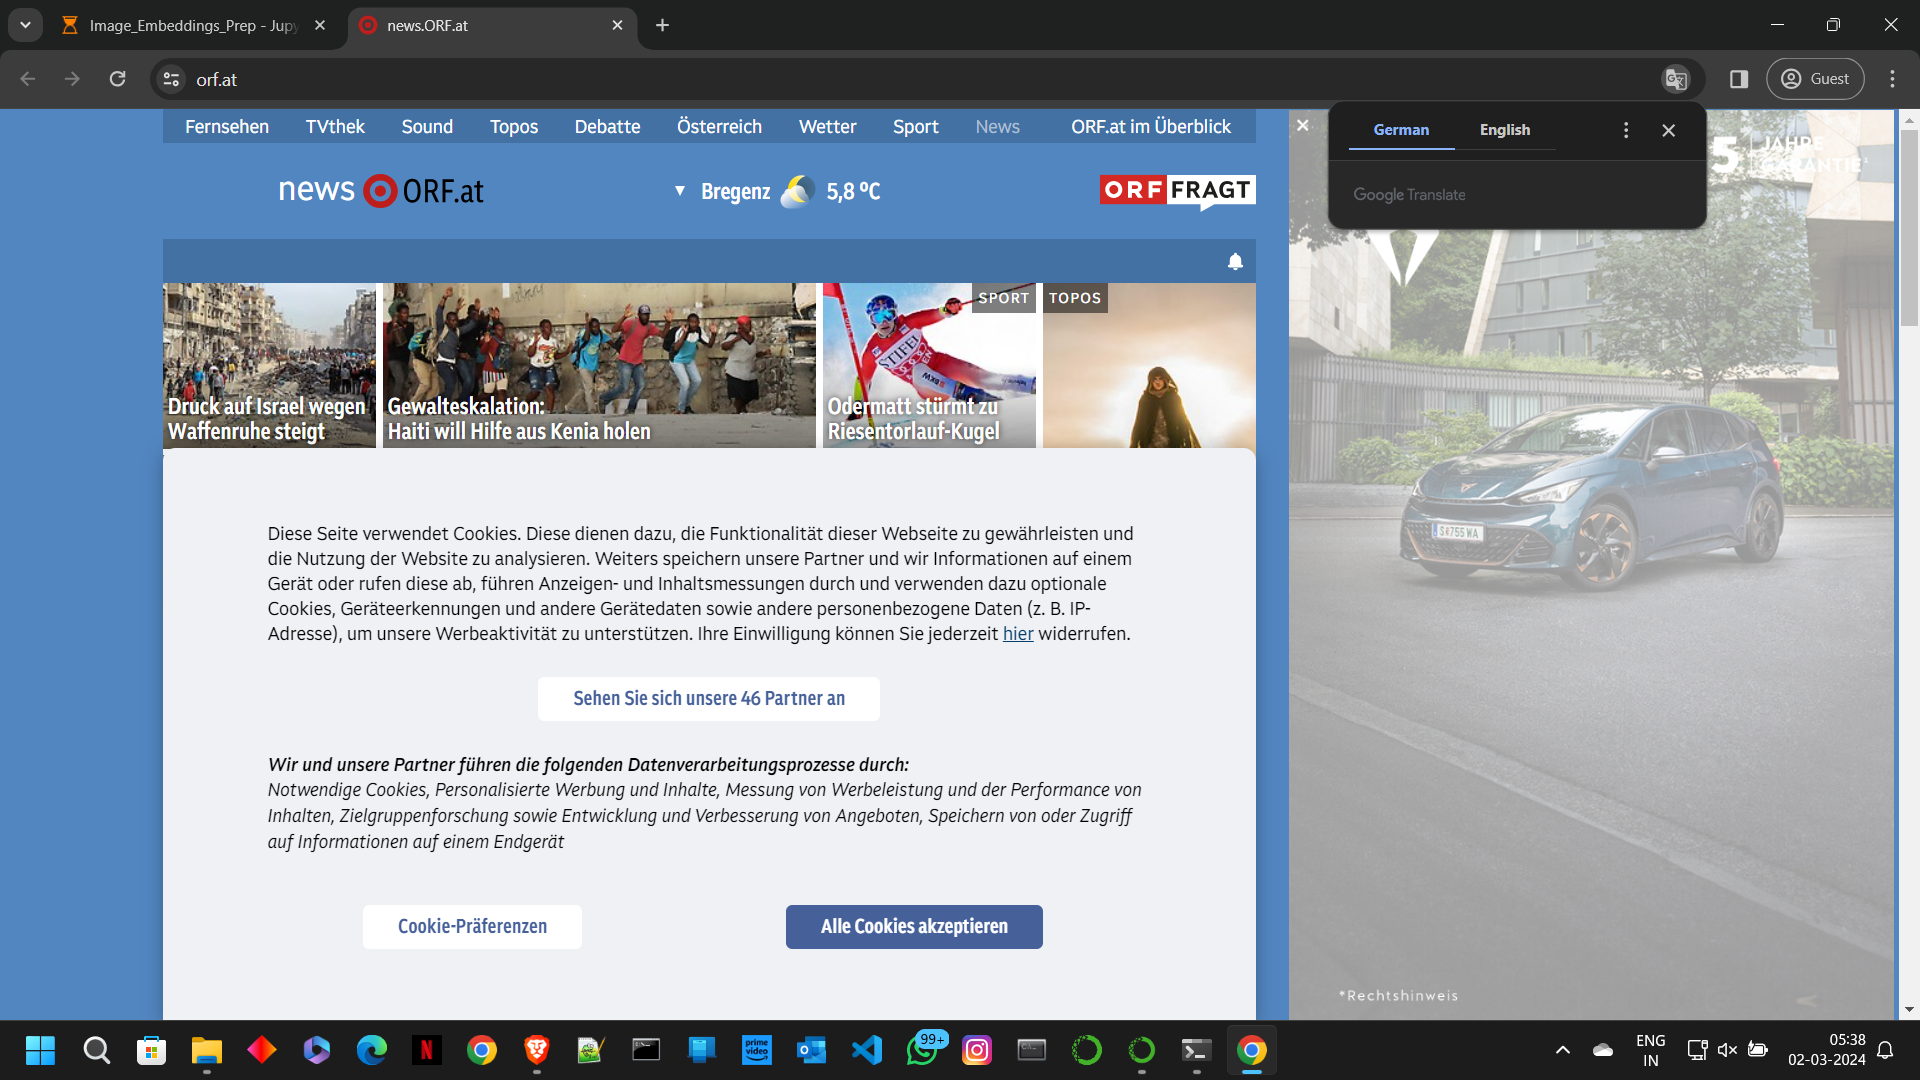 Image_Embeddings_Prep - Jupy
news.ORF.at
orf.at
Guest
Fernsehen TVthek Sound Topos Debatte Österreich Wetter Sport News ORF.at im Überblick
German English
Google Translate
5 JAHRE
GARANTIE¹
news ORF.at
Bregenz 5,8 °C
ORF FRAGT
SPORT
TOPOS
STIFEL
BKW
Druck auf Israel wegen
Waffenruhe steigt
Gewalteskalation:
Haiti will Hilfe aus Kenia holen
Odermatt stürmt zu
Riesentorlauf-Kugel
S 755 WA
Diese Seite verwendet Cookies. Diese dienen dazu, die Funktionalität dieser Webseite zu gewährleisten und
die Nutzung der Website zu analysieren. Weiters speichern unsere Partner und wir Informationen auf einem
Gerät oder rufen diese ab, führen Anzeigen- und Inhaltsmessungen durch und verwenden dazu optionale
Cookies, Geräteerkennungen und andere Gerätedaten sowie andere personenbezogene Daten (z. B. IP-
Adresse), um unsere Werbeaktivität zu unterstützen. Ihre Einwilligung können Sie jederzeit hier widerrufen.
Sehen Sie sich unsere 46 Partner an
Wir und unsere Partner führen die folgenden Datenverarbeitungsprozesse durch:
Notwendige Cookies, Personalisierte Werbung und Inhalte, Messung von Werbeleistung und der Performance von
Inhalten, Zielgruppenforschung sowie Entwicklung und Verbesserung von Angeboten, Speichern von oder Zugriff
auf Informationen auf einem Endgerät
Cookie-Präferenzen
Alle Cookies akzeptieren
*Rechtshinweis
prime video
99+
ENG
IN
05:38
02-03-2024